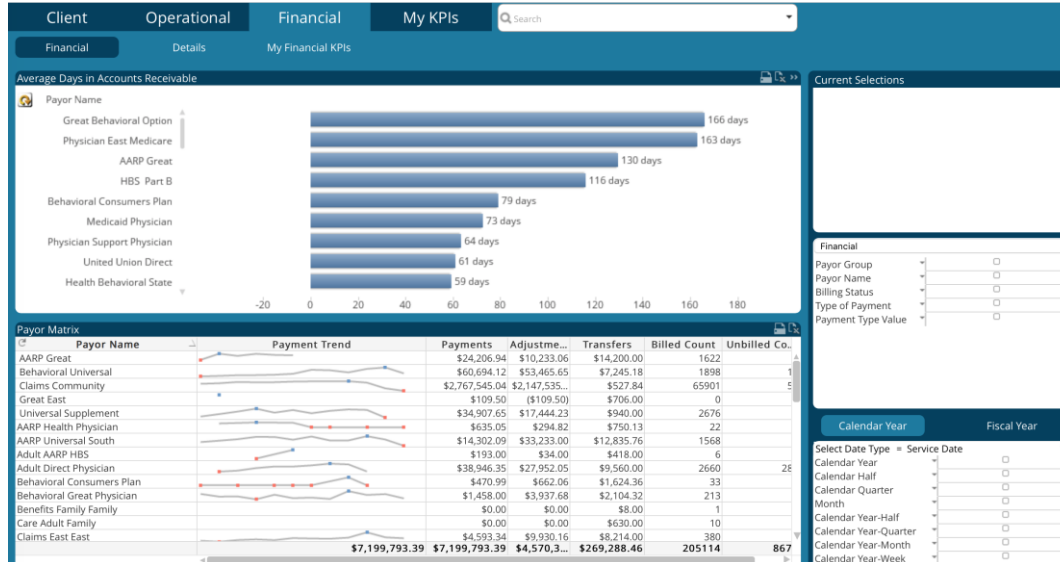 Client Operational Financial My KPIs Search
Financial Details My Financial KPIs
Average Days in Accounts Receivable
Payor Name
Great Behavioral Option 166 days
Physician East Medicare 163 days
AARP Great 130 days
HBS Part B 116 days
Behavioral Consumers Plan 79 days
Medicaid Physician 73 days
Physician Support Physician 64 days
United Union Direct 61 days
Health Behavioral State 59 days
-20 0 20 40 60 80 100 120 140 160 180
Payor Matrix
Payor Name Payment Trend Payments Adjustme... Transfers Billed Count Unbilled Co..
AARP Great $24,206.94 $10,233.06 $14,200.00 1622
Behavioral Universal $60,694.12 $53,465.65 $7,245.18 1898 1
Claims Community $2,767,545.04 $2,147,535... $527.84 65901 5
Great East $109.50 ($109.50) $706.00 0
Universal Supplement $34,907.65 $17,444.23 $940.00 2676
AARP Health Physician $635.05 $294.82 $750.13 22
AARP Universal South $14,302.09 $33,233.00 $12,835.76 1568
Adult AARP HBS $193.00 $34.00 $418.00 6
Adult Direct Physician $38,946.35 $27,952.05 $9,560.00 2660 28
Behavioral Consumers Plan $470.99 $662.06 $1,624.36 33
Behavioral Great Physician $1,458.00 $3,937.68 $2,104.32 213
Benefits Family Family $0.00 $0.00 $8.00 1
Care Adult Family $0.00 $0.00 $630.00 10
Claims East East $4,593.34 $9,930.16 $8,214.00 380
$7,199,793.39 $7,199,793.39 $4,570,3... $269,288.46 205114 867
Current Selections
Financial
Payor Group
Payor Name
Billing Status
Type of Payment
Payment Type Value
Calendar Year Fiscal Year
Select Date Type = Service Date
Calendar Year
Calendar Half
Calendar Quarter
Month
Calendar Year-Half
Calendar Year-Quarter
Calendar Year-Month
Calendar Year-Week